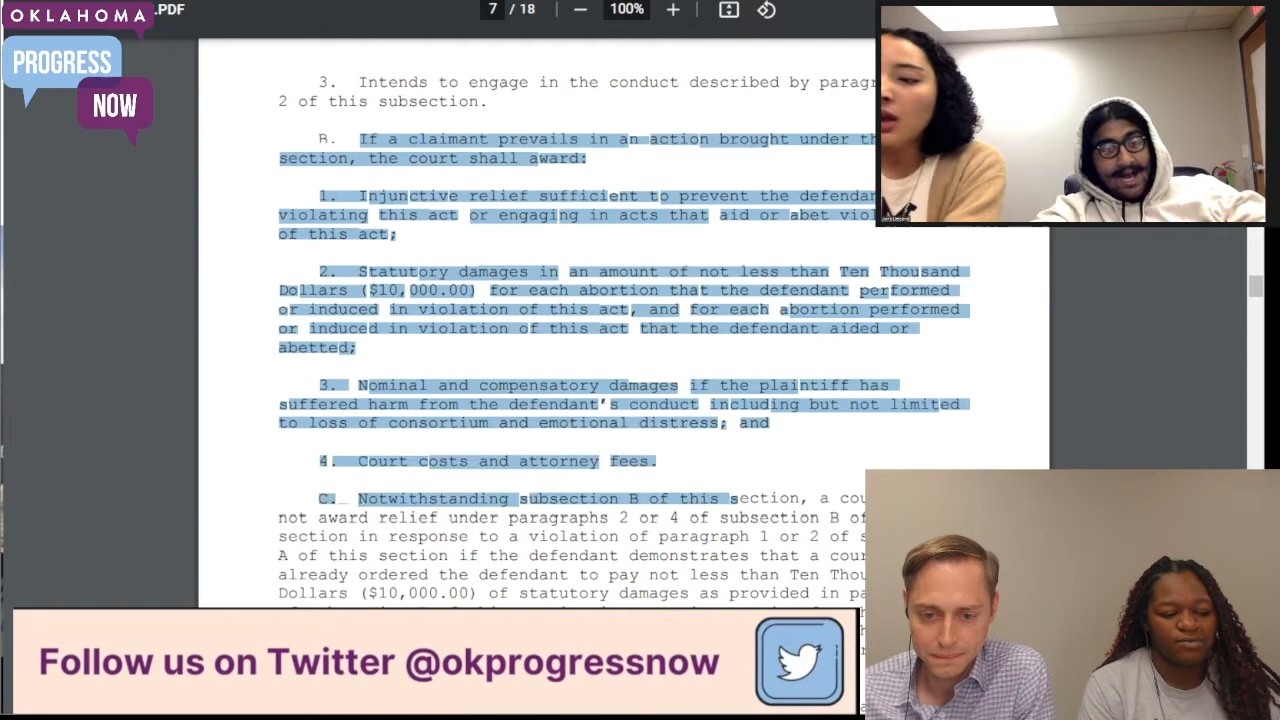 OKLAHOMA
PROGRESS
NOW
.PDF
7 / 18
100%
3. Intends to engage in the conduct described by paragr
2 of this subsection.
B. If a claimant prevails in an action brought under th
section, the court shall award:
1. Injunctive relief sufficient to prevent the defendan
violating this act or engaging in acts that aid or abet viol
of this act;
2. Statutory damages in an amount of not less than Ten Thousand
Dollars ($10,000.00) for each abortion that the defendant performed
or induced in violation of this act, and for each abortion performed
or induced in violation of this act that the defendant aided or
abetted;
3. Nominal and compensatory damages if the plaintiff has
suffered harm from the defendant's conduct including but not limited
to loss of consortium and emotional distress; and
4. Court costs and attorney fees.
C. Notwithstanding subsection B of this section, a cou
not award relief under paragraphs 2 or 4 of subsection B of
section in response to a violation of paragraph 1 or 2 of s
A of this section if the defendant demonstrates that a cour
already ordered the defendant to pay not less than Ten Thou
Dollars ($10,000.00) of statutory damages as provided in pa
Follow us on Twitter @okprogressnow